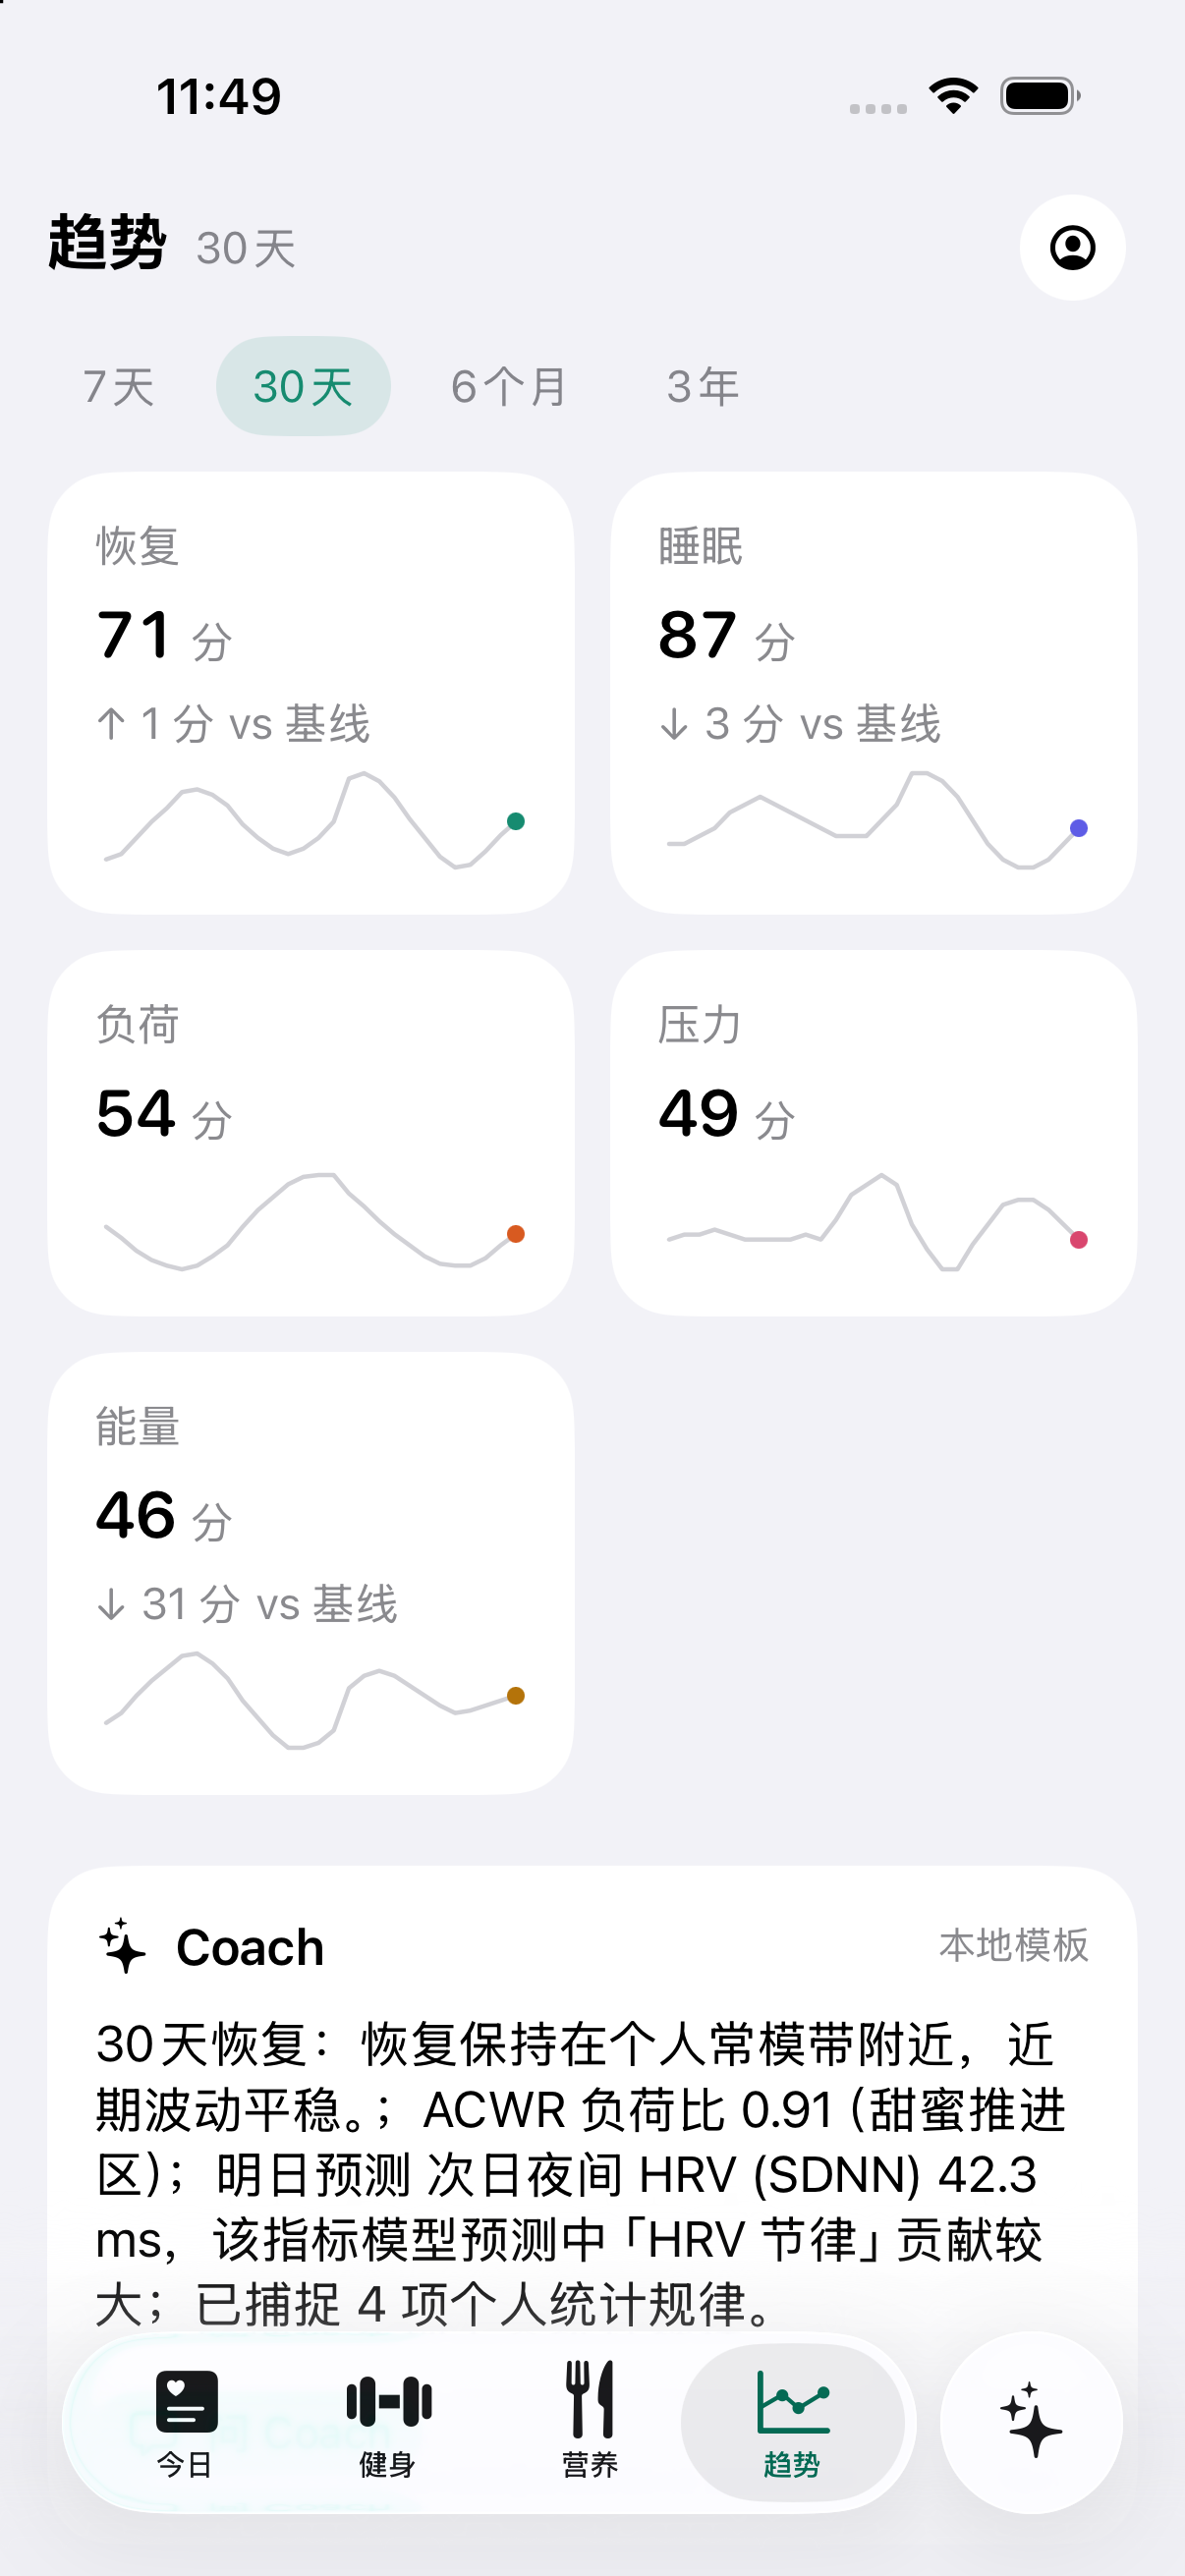 11:49
趋势 30天
7天 30天 6个月 3年
恢复
71 分
↑ 1 分 vs 基线
睡眠
87 分
↓ 3 分 vs 基线
负荷
54 分
压力
49 分
能量
46 分
↓ 31 分 vs 基线
Coach
本地模板
30天恢复：恢复保持在个人常模带附近，近
期波动平稳。；ACWR 负荷比 0.91（甜蜜推进
区）；明日预测 次日夜间 HRV (SDNN) 42.3
ms，该指标模型预测中「HRV 节律」贡献较
大；已捕捉 4 项个人统计规律。
问 Coach
今日 健身 营养 趋势